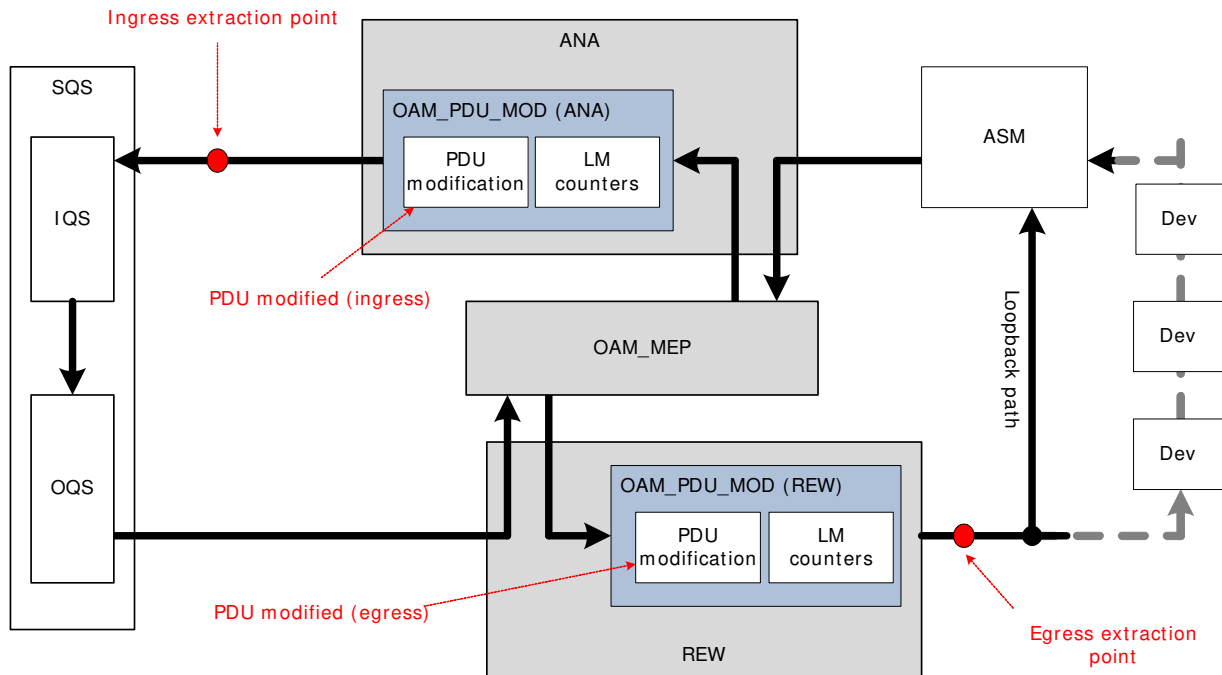 Ingress extraction point
ANA
SQS
OAM_PDU_MOD (ANA)
ASM
PDU
modification
LM
counters
IQS
Dev
PDU modified (ingress)
Loopback path
Dev
OAM_MEP
Dev
OQS
OAM_PDU_MOD (REW)
PDU
modification
LM
counters
PDU modified (egress)
Egress extraction
point
REW